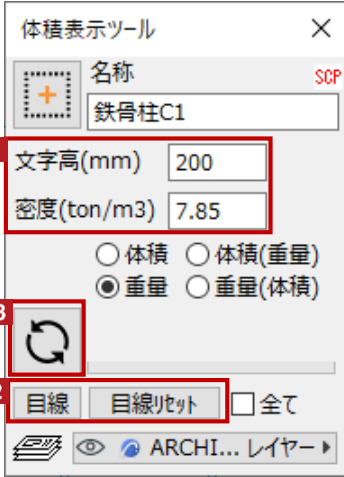 体積表示ツール ×
名称 SCP
鉄骨柱C1
文字高(mm) 200
密度(ton/m3) 7.85
体積 体積(重量)
重量 重量(体積)
3
2
目線 目線リセット 全て
ARCHI... レイヤー